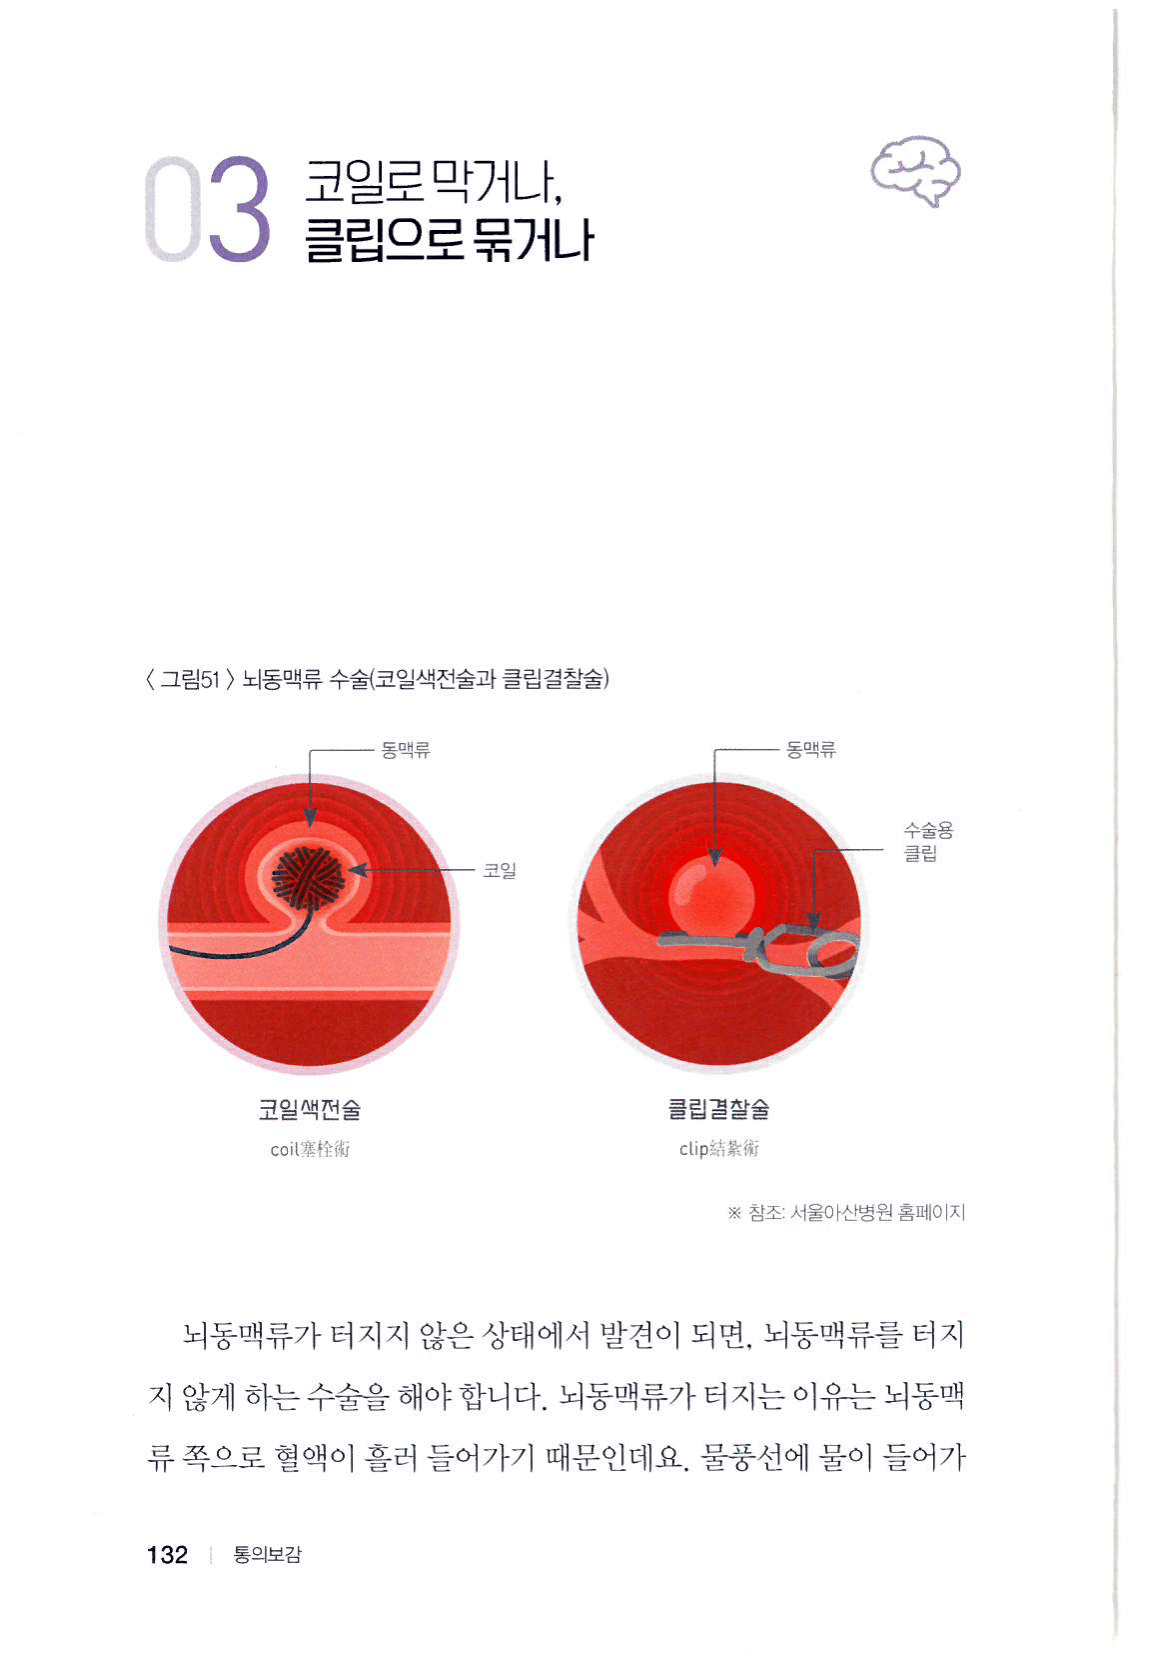 03
코일로 막거나,
클립으로 묶거나
〈 그림51 〉 뇌동맥류 수술(코일색전술과 클립결찰술)
동맥류
코일
동맥류
수술용
클립
코일색전술
coil塞栓術
클립결찰술
clip結紮術
※ 참조: 서울아산병원 홈페이지
뇌동맥류가 터지지 않은 상태에서 발견이 되면, 뇌동맥류를 터지
지 않게 하는 수술을 해야 합니다. 뇌동맥류가 터지는 이유는 뇌동맥
류 쪽으로 혈액이 흘러 들어가기 때문인데요. 물풍선에 물이 들어가
132 | 통의보감